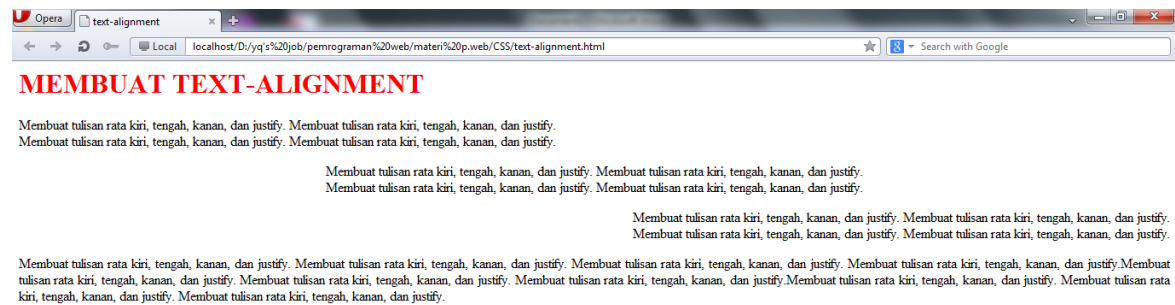 Opera text-alignment
Local localhost/D:/yq's%20job/pemrograman%20web/materi%20p.web/CSS/text-alignment.html Search with Google
MEMBUAT TEXT-ALIGNMENT
Membuat tulisan rata kiri, tengah, kanan, dan justify. Membuat tulisan rata kiri, tengah, kanan, dan justify.
Membuat tulisan rata kiri, tengah, kanan, dan justify. Membuat tulisan rata kiri, tengah, kanan, dan justify.
Membuat tulisan rata kiri, tengah, kanan, dan justify. Membuat tulisan rata kiri, tengah, kanan, dan justify.
Membuat tulisan rata kiri, tengah, kanan, dan justify. Membuat tulisan rata kiri, tengah, kanan, dan justify.
Membuat tulisan rata kiri, tengah, kanan, dan justify. Membuat tulisan rata kiri, tengah, kanan, dan justify.
Membuat tulisan rata kiri, tengah, kanan, dan justify. Membuat tulisan rata kiri, tengah, kanan, dan justify.
Membuat tulisan rata kiri, tengah, kanan, dan justify. Membuat tulisan rata kiri, tengah, kanan, dan justify. Membuat tulisan rata kiri, tengah, kanan, dan justify. Membuat tulisan rata kiri, tengah, kanan, dan justify.Membuat
tulisan rata kiri, tengah, kanan, dan justify. Membuat tulisan rata kiri, tengah, kanan, dan justify. Membuat tulisan rata kiri, tengah, kanan, dan justify.Membuat tulisan rata kiri, tengah, kanan, dan justify. Membuat tulisan rata
kiri, tengah, kanan, dan justify. Membuat tulisan rata kiri, tengah, kanan, dan justify.